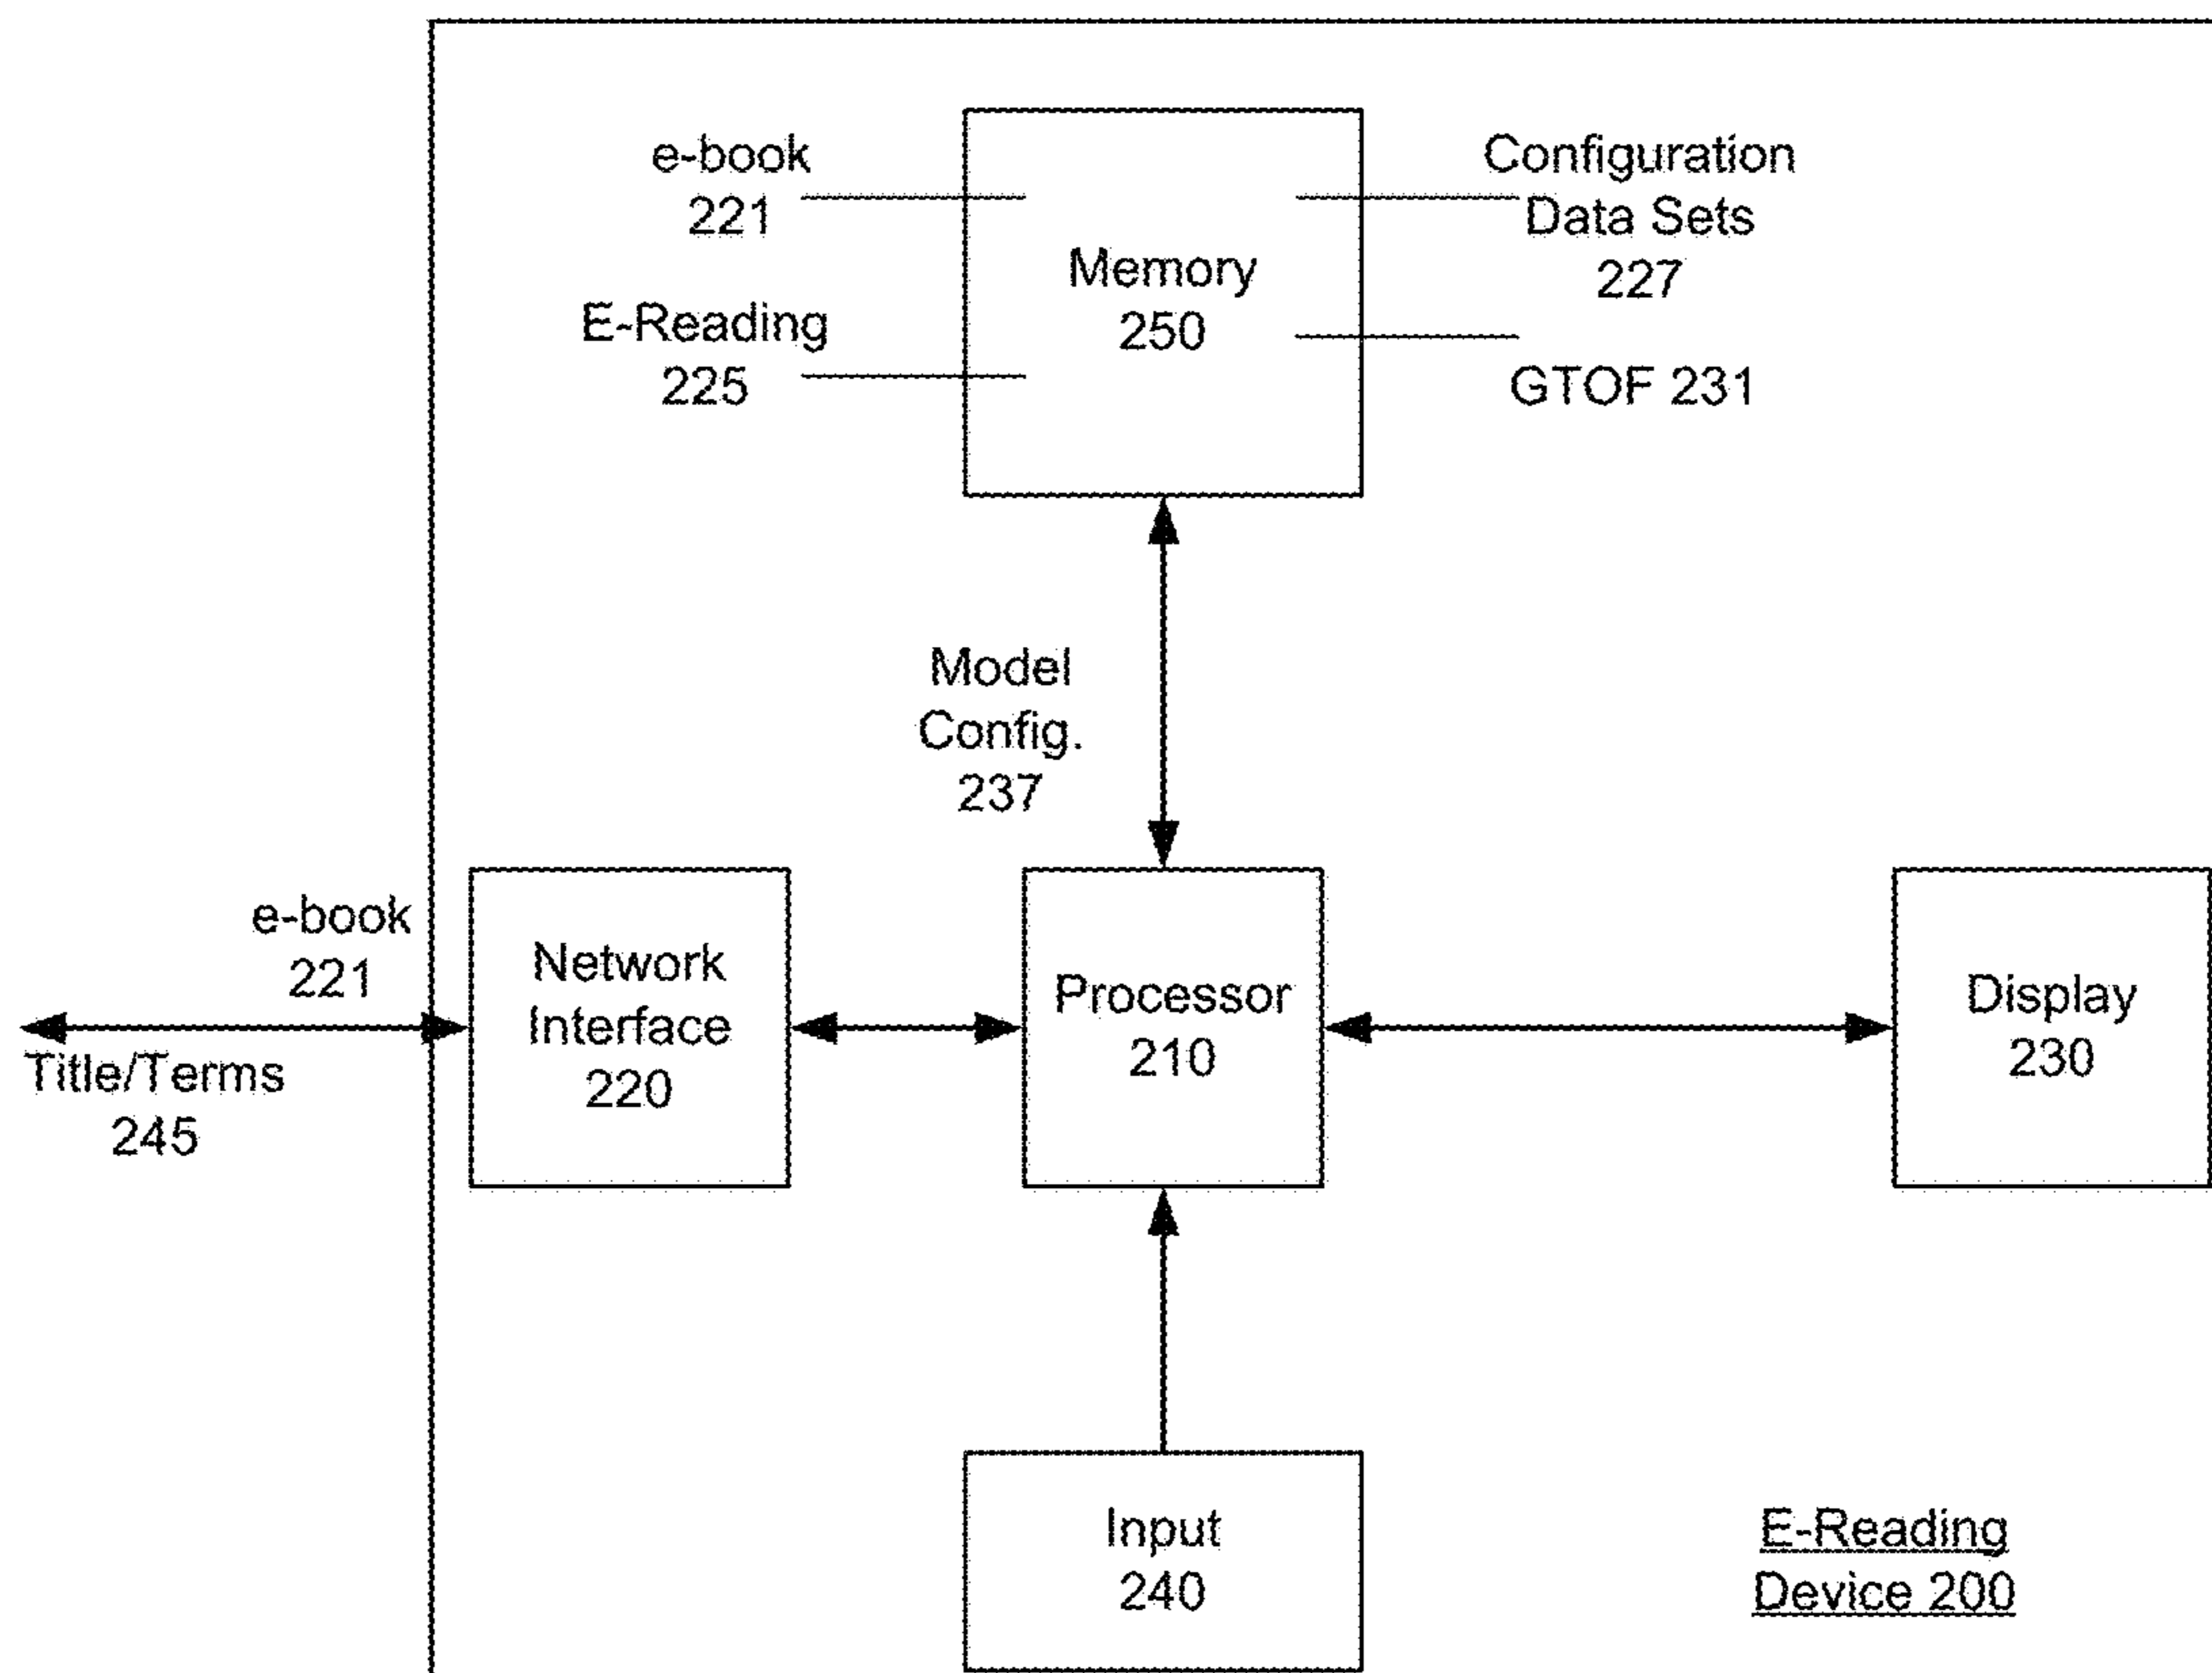 e-book
221
E-Reading
225
Memory
250
Configuration
Data Sets
227
GTOF 231
Model
Config.
237
e-book
221
Title/Terms
245
Network
Interface
220
Processor
210
Display
230
Input
240
E-Reading
Device 200